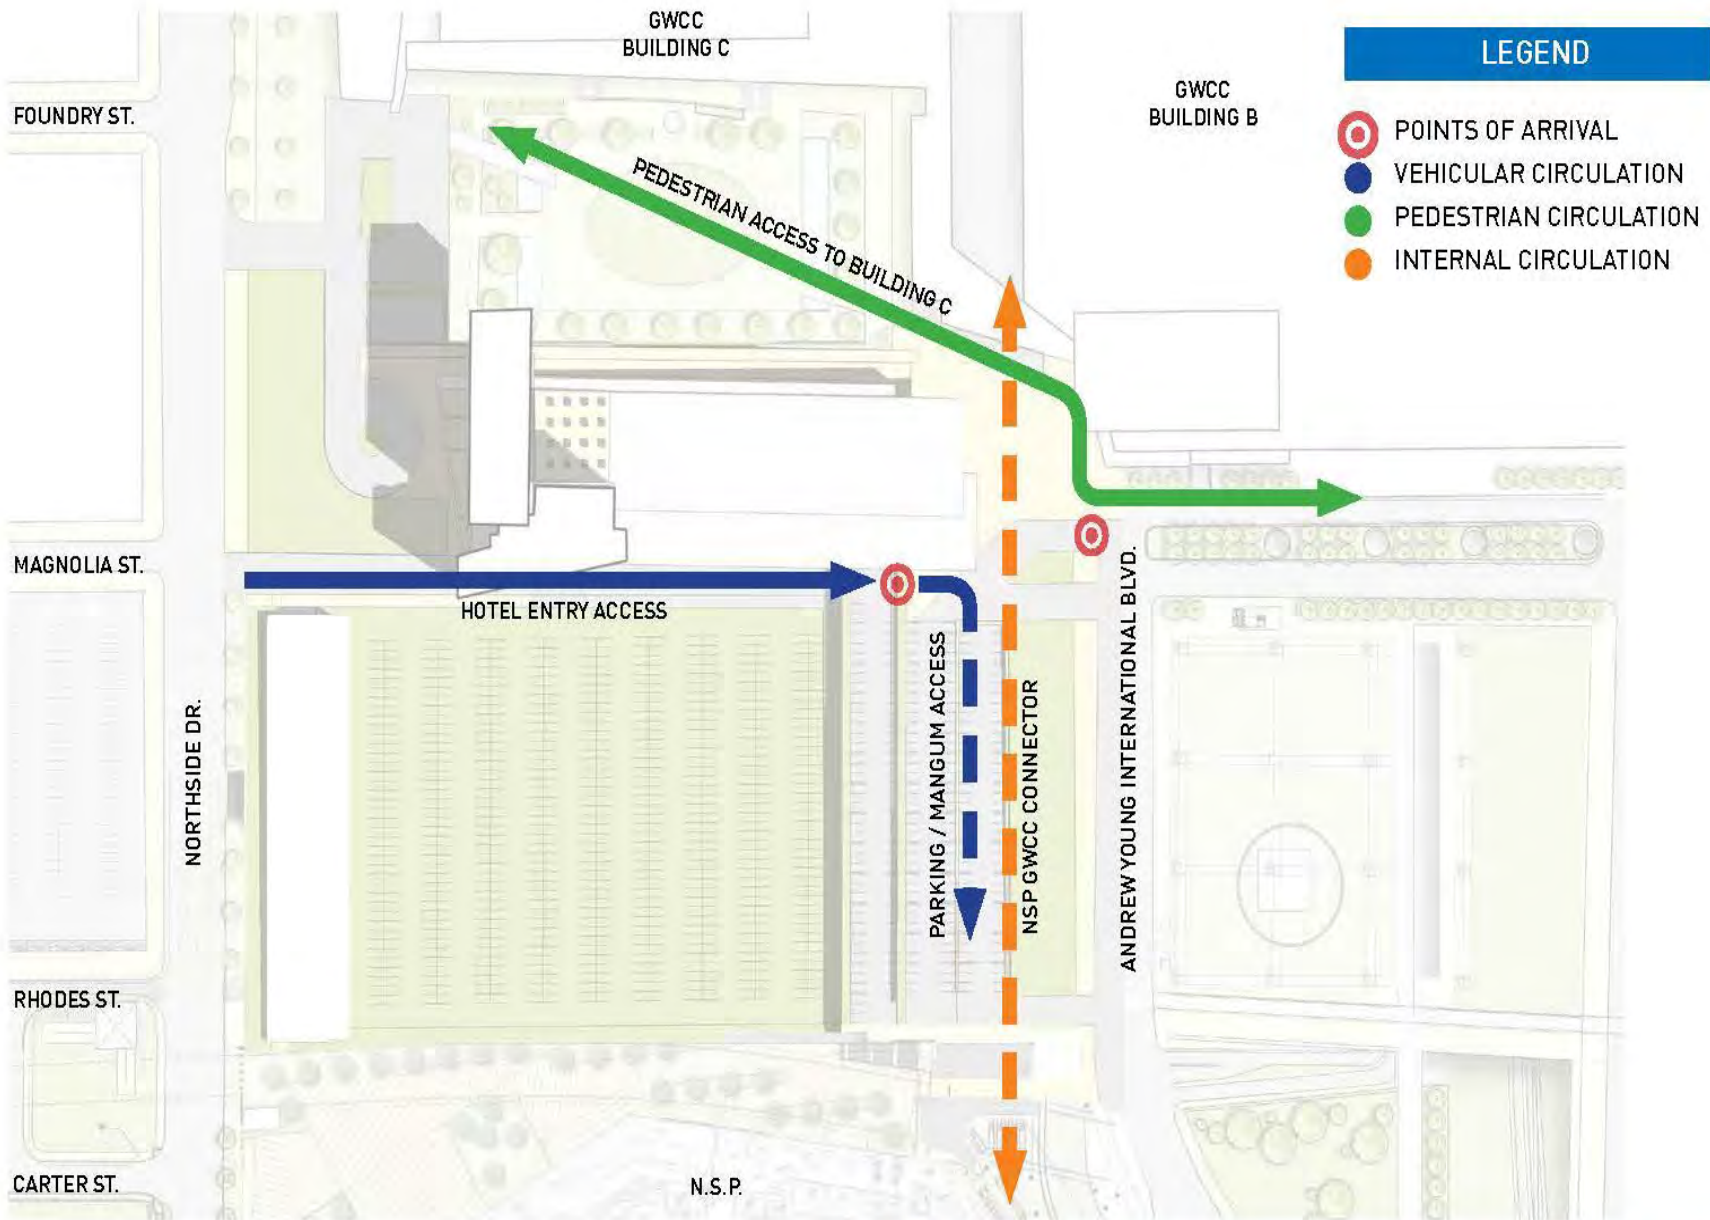 GWCC
BUILDING C
GWCC
BUILDING B
LEGEND
POINTS OF ARRIVAL
VEHICULAR CIRCULATION
PEDESTRIAN CIRCULATION
INTERNAL CIRCULATION
FOUNDRY ST.
PEDESTRIAN ACCESS TO BUILDING C
MAGNOLIA ST.
HOTEL ENTRY ACCESS
NORTHSIDE DR.
PARKING / MANGUM ACCESS
NSP GWCC CONNECTOR
ANDREW YOUNG INTERNATIONAL BLVD.
RHODES ST.
CARTER ST.
N.S.P.